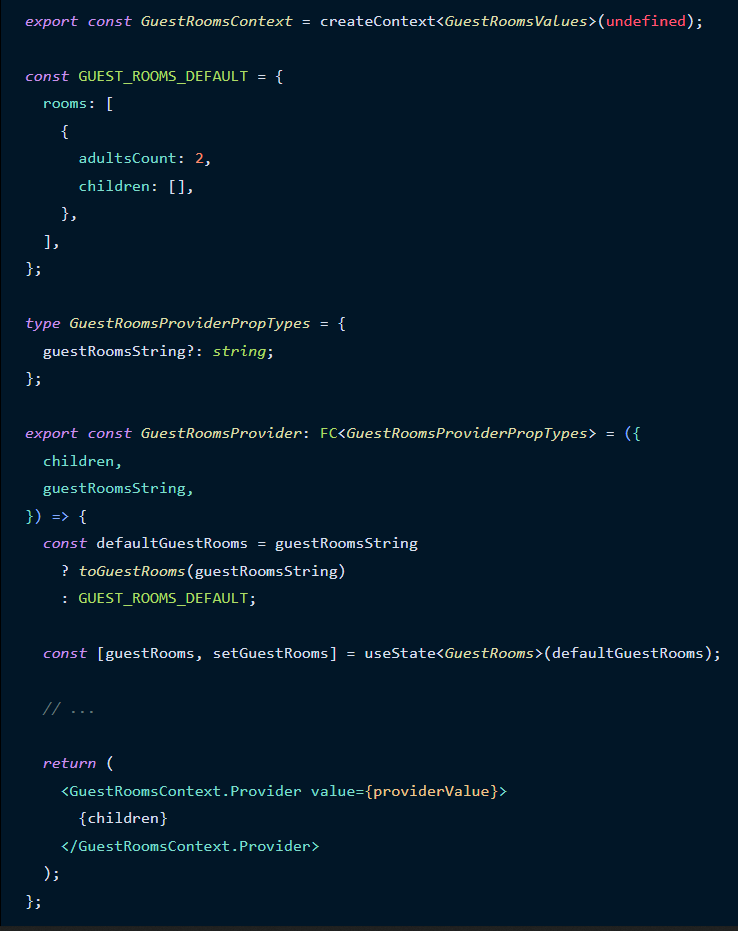 export const GuestRoomsContext = createContext<GuestRoomsValues>(undefined);
const GUEST_ROOMS_DEFAULT = {
  rooms: [
    {
      adultsCount: 2,
      children: [],
    },
  ],
};
type GuestRoomsProviderPropTypes = {
  guestRoomsString?: string;
};
export const GuestRoomsProvider: FC<GuestRoomsProviderPropTypes> = ({
  children,
  guestRoomsString,
}) => {
  const defaultGuestRooms = guestRoomsString
    ? toGuestRooms(guestRoomsString)
    : GUEST_ROOMS_DEFAULT;
  const [guestRooms, setGuestRooms] = useState<GuestRooms>(defaultGuestRooms);
  // ...
  return (
    <GuestRoomsContext.Provider value={providerValue}>
      {children}
    </GuestRoomsContext.Provider>
  );
};